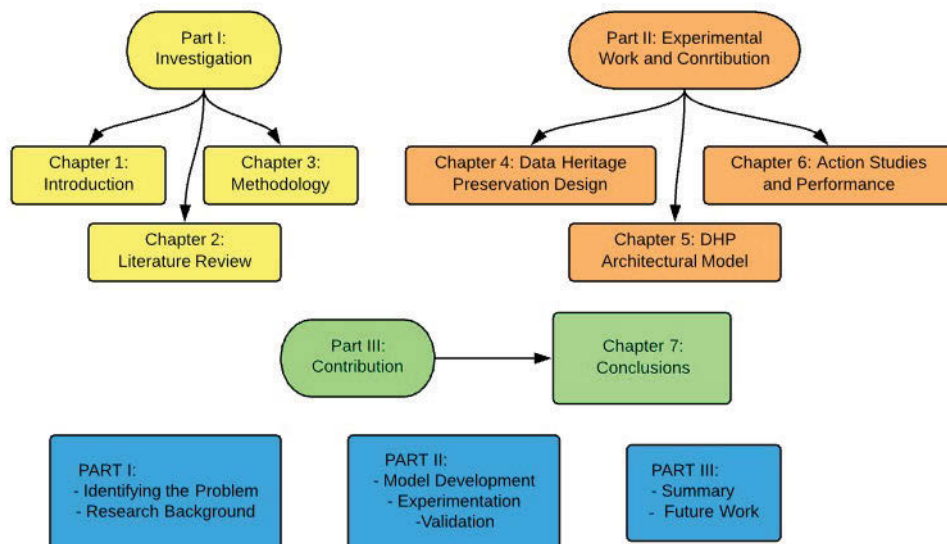 Part I:
Investigation
Part II: Experimental
Work and Conrtibution
Chapter 1:
Introduction
Chapter 3:
Methodology
Chapter 2:
Literature Review
Chapter 4: Data Heritage
Preservation Design
Chapter 6: Action Studies
and Performance
Chapter 5: DHP
Architectural Model
Part III:
Contribution
Chapter 7:
Conclusions
PART I:
- Identifying the Problem
- Research Background
PART II:
- Model Development
- Experimentation
-Validation
PART III:
- Summary
- Future Work